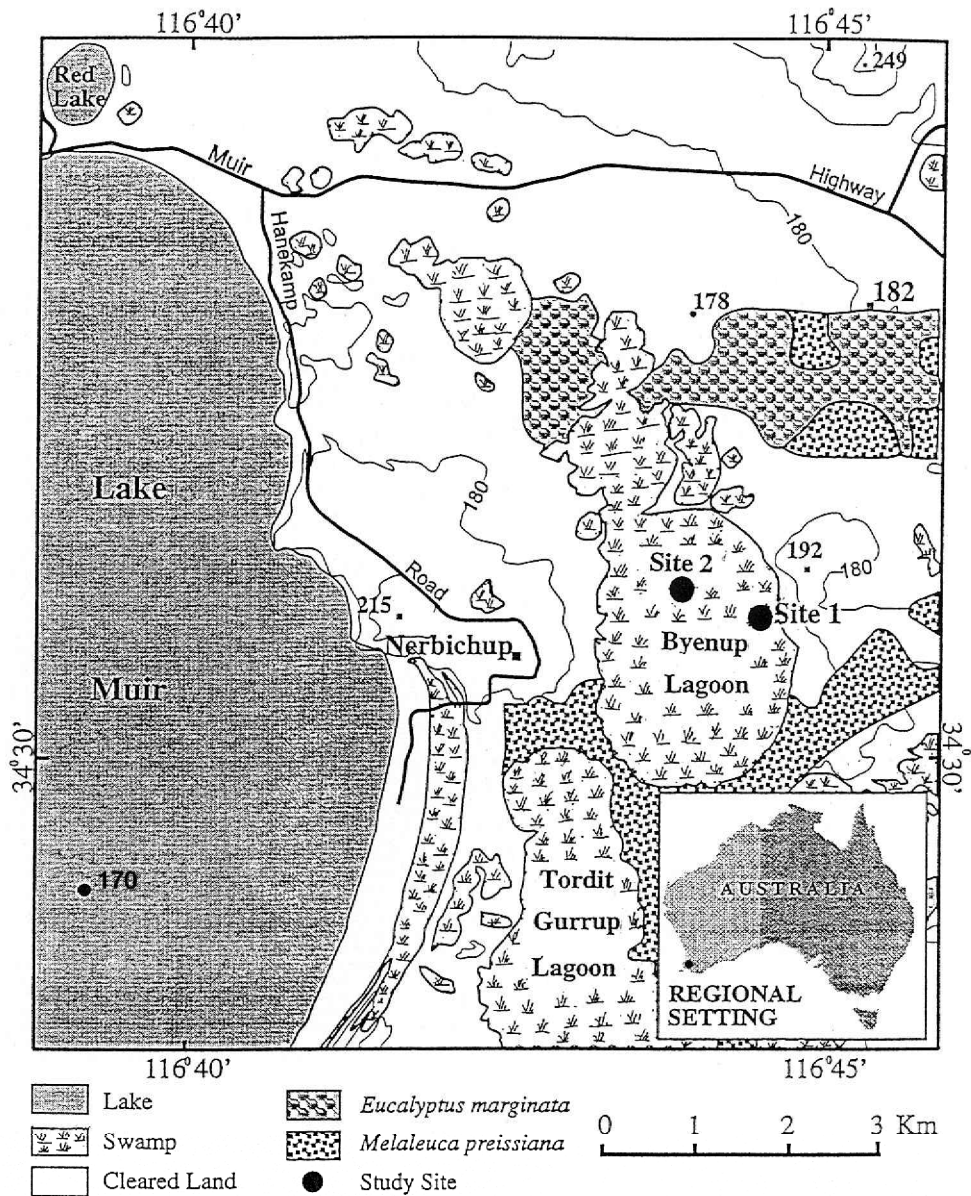 116°40'
116°45'
Red
Lake
249
Muir
Highway
Hanekamp
180
178
182
Lake
180
192
180
Site 2
Site 1
Road
215
Nerbichup
Byenup
Lagoon
Muir
34°30'
34°30'
170
Tordit
Gurrup
Lagoon
AUSTRALIA
REGIONAL
SETTING
116°40'
116°45'
Lake
Eucalyptus marginata
Swamp
Melaleuca preissiana
0 1 2 3 Km
Cleared Land
Study Site